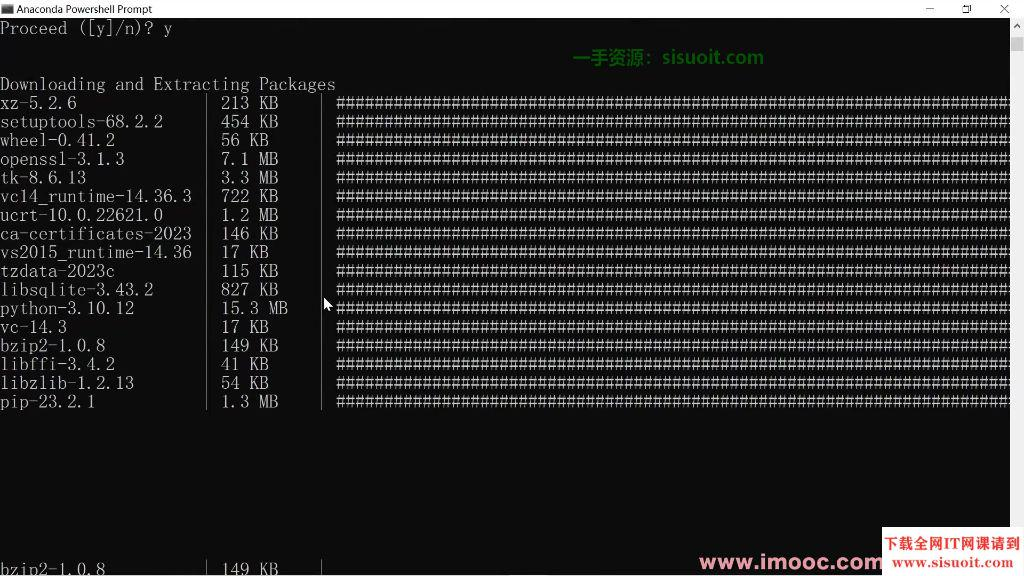 Anaconda Powershell Prompt
Proceed ([y]/n)? y
一手资源：sisuoit.com
Downloading and Extracting Packages
xz-5.2.6 | 213 KB | ######################################################################
setuptools-68.2.2 | 454 KB | ######################################################################
wheel-0.41.2 | 56 KB | ######################################################################
openssl-3.1.3 | 7.1 MB | ######################################################################
tk-8.6.13 | 3.3 MB | ######################################################################
vc14_runtime-14.36.3 | 722 KB | ######################################################################
ucrt-10.0.22621.0 | 1.2 MB | ######################################################################
ca-certificates-2023 | 146 KB | ######################################################################
vs2015_runtime-14.36 | 17 KB | ######################################################################
tzdata-2023c | 115 KB | ######################################################################
libsqlite-3.43.2 | 827 KB | ######################################################################
python-3.10.12 | 15.3 MB | ######################################################################
vc-14.3 | 17 KB | ######################################################################
bzip2-1.0.8 | 149 KB | ######################################################################
libffi-3.4.2 | 41 KB | ######################################################################
libzlib-1.2.13 | 54 KB | ######################################################################
pip-23.2.1 | 1.3 MB | ######################################################################
bzip2-1.0.8 | 149 KB |
www.imooc.com
下载全网IT网课请到
www.sisuoit.com